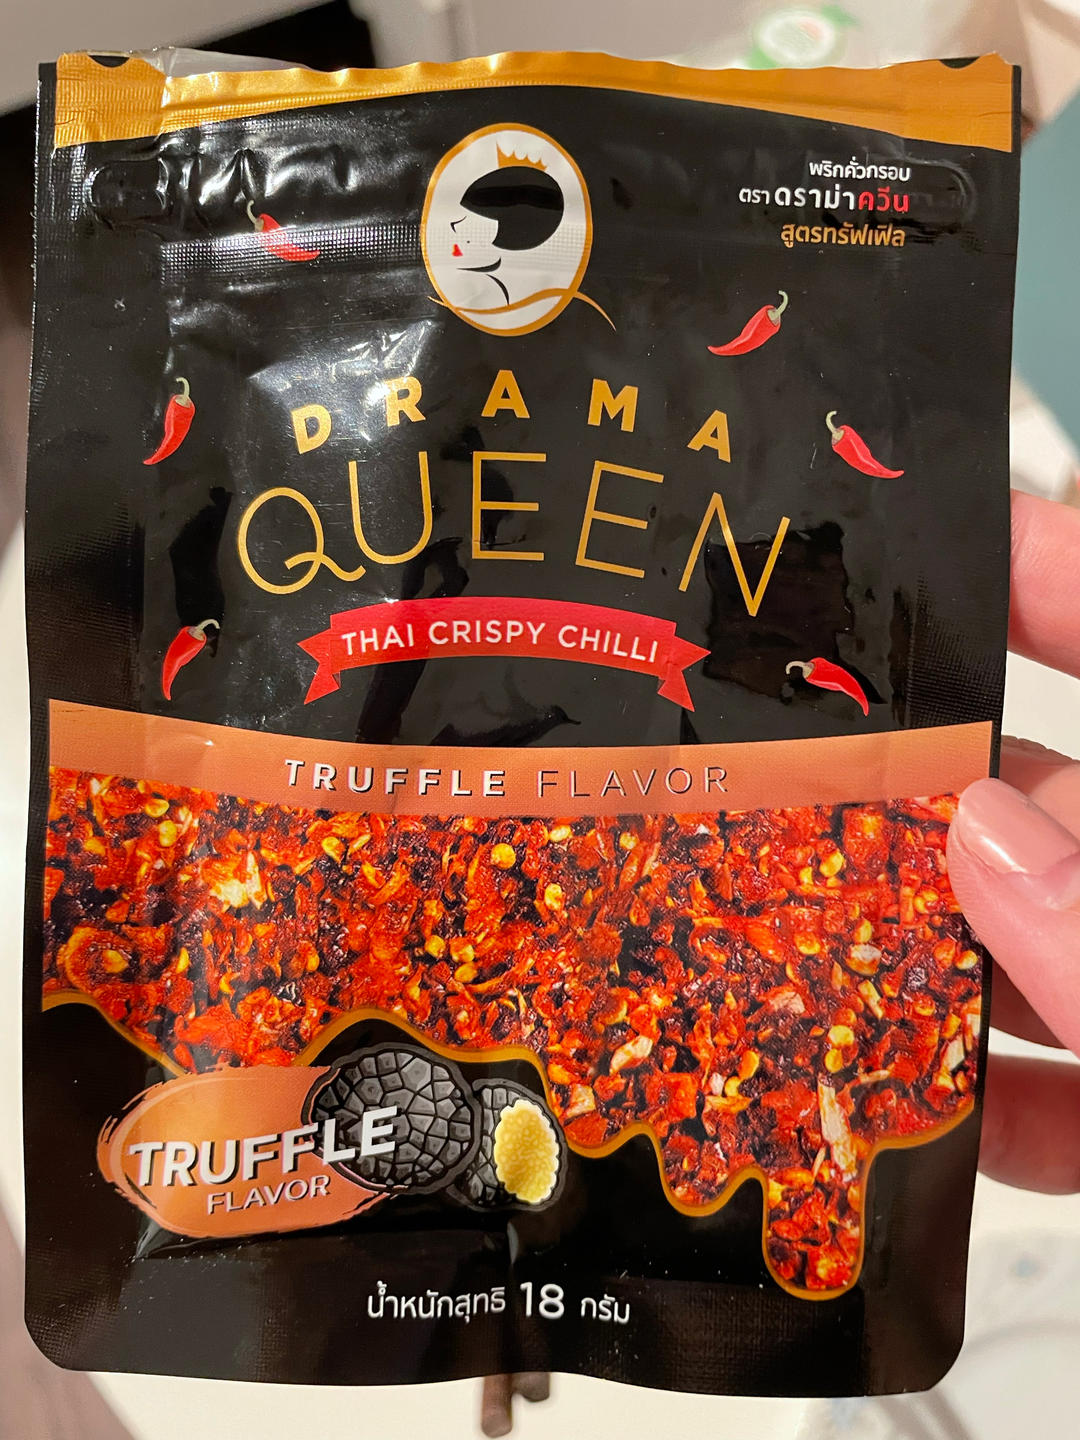 พริกคั่วกรอบ
ตรา ดราม่าควีน
สูตรทรัฟเฟิล
DRAMA
QUEEN
THAI CRISPY CHILLI
TRUFFLE FLAVOR
TRUFFLE
FLAVOR
น้ำหนักสุทธิ 18 กรัม